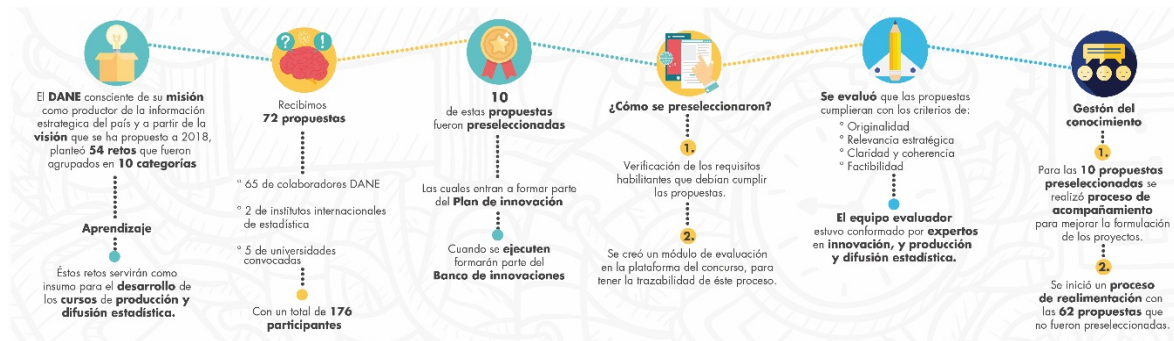 El DANE consciente de su misión
como productor de la información
estrategica del país y a partir de la
visión que se ha propuesto a 2018,
planteó 54 retos que fueron
agrupados en 10 categorías
Aprendizaje
Éstos retos servirán como
insumo para el desarrollo de
los cursos de producción y
difusión estadística.
? !
Recibimos
72 propuestas
° 65 de colaboradores DANE
° 2 de institutos internacionales
de estadística
° 5 de universidades
convocadas
Con un total de 176
participantes
10
de estas propuestas
fueron preseleccionadas
Las cuales entran a formar parte
del Plan de innovación
Cuando se ejecuten
formarán parte del
Banco de innovaciones
¿Cómo se preseleccionaron?
1.
Verificación de los requisitos
habilitantes que debían cumplir
las propuestas.
2.
Se creó un módulo de evaluación
en la plataforma del concurso, para
tener la trazabilidad de éste proceso.
Se evaluó que las propuestas
cumplieran con los criterios de:
° Originalidad
° Relevancia estratégica
° Claridad y coherencia
° Factibilidad
El equipo evaluador
estuvo conformado por expertos
en innovación, y producción
y difusión estadística.
Gestón del
conocimiento
1.
Para las 10 propuestas
preseleccionadas se
realizó proceso de
acompañamiento
para mejorar la formulación
de los proyectos.
2.
Se inició un proceso
de realimentación con
las 62 propuestas que
no fueron preseleccionadas.